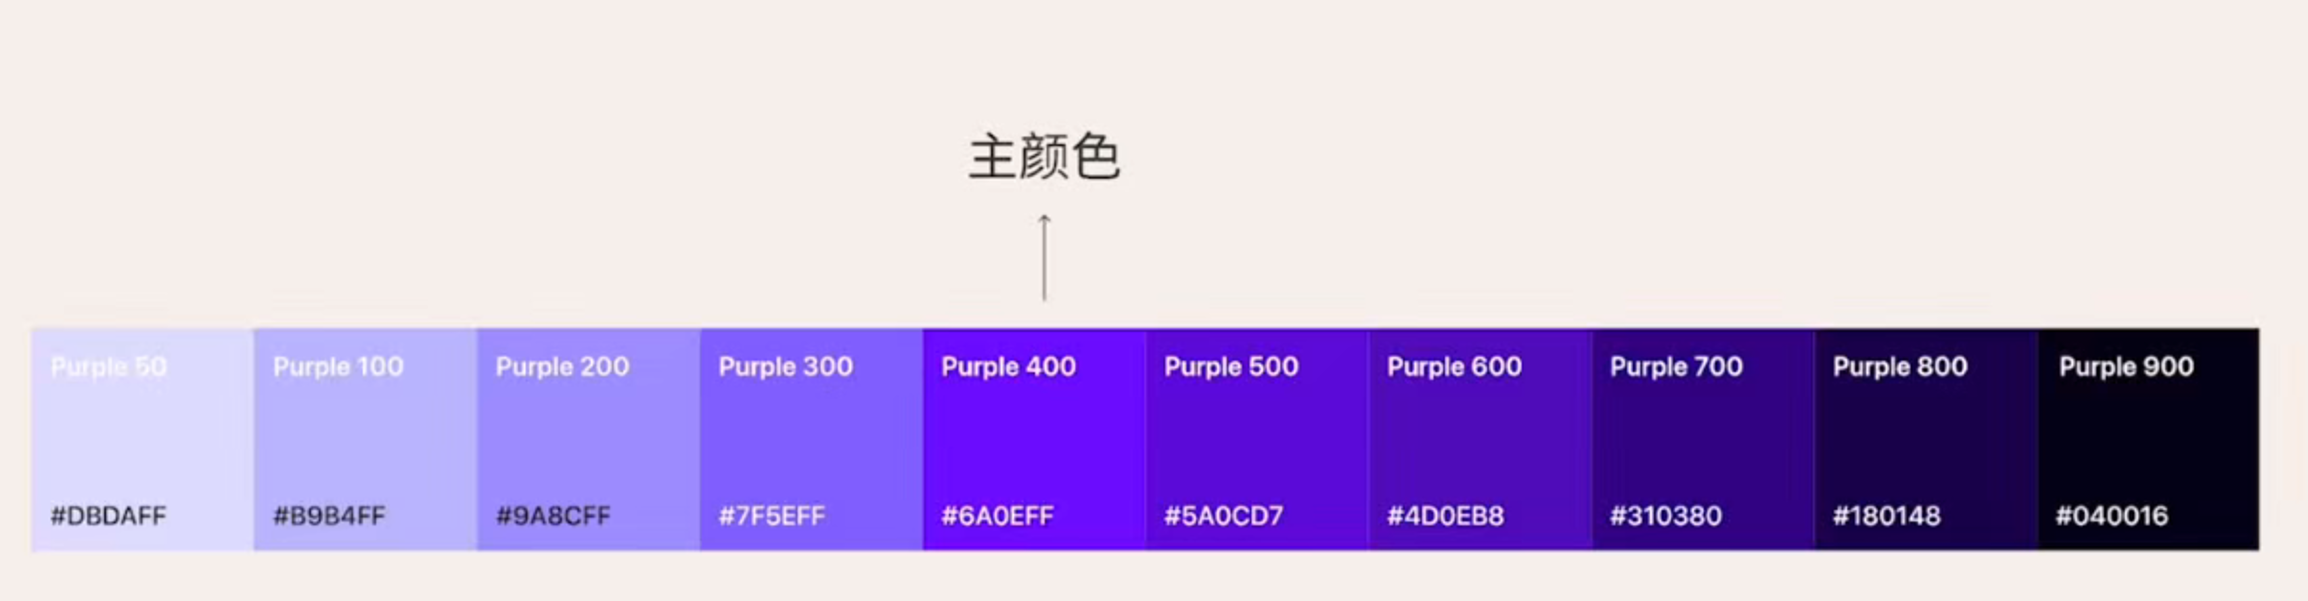 主颜色
Purple 50
Purple 100
Purple 200
Purple 300
Purple 400
Purple 500
Purple 600
Purple 700
Purple 800
Purple 900
#DBDAFF
#B9B4FF
#9A8CFF
#7F5EFF
#6A0EFF
#5A0CD7
#4D0EB8
#310380
#180148
#040016